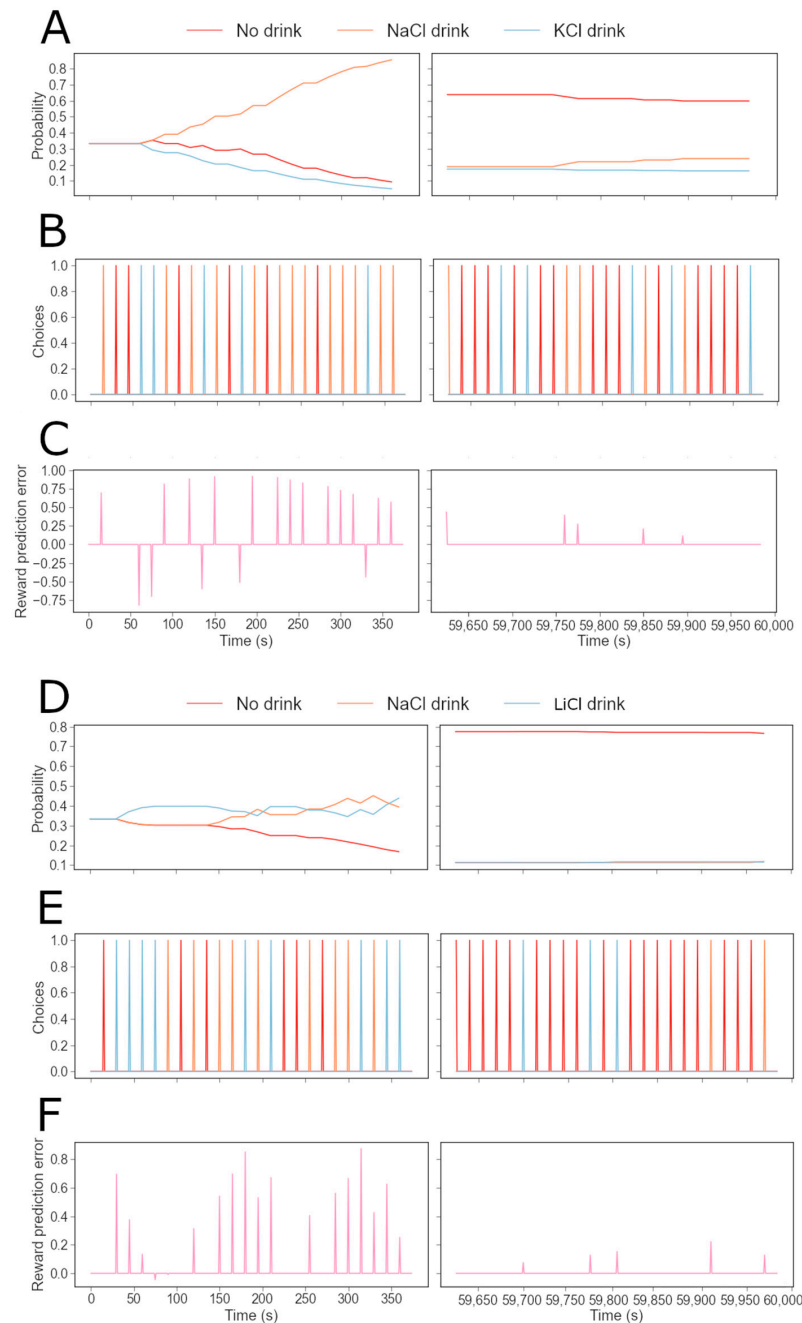 A
No drink NaCl drink KCl drink
Probability
0.8
0.7
0.6
0.5
0.4
0.3
0.2
0.1
B
Choices
1.0
0.8
0.6
0.4
0.2
0.0
C
Reward prediction error
1.00
0.75
0.50
0.25
0.00
−0.25
−0.50
−0.75
0 50 100 150 200 250 300 350
59,650 59,700 59,750 59,800 59,850 59,900 59,950 60,000
Time (s) Time (s)
D
No drink NaCl drink LiCl drink
Probability
0.8
0.7
0.6
0.5
0.4
0.3
0.2
0.1
E
Choices
1.0
0.8
0.6
0.4
0.2
0.0
F
Reward prediction error
0.8
0.6
0.4
0.2
0.0
0 50 100 150 200 250 300 350
59,650 59,700 59,750 59,800 59,850 59,900 59,950 60,000
Time (s) Time (s)